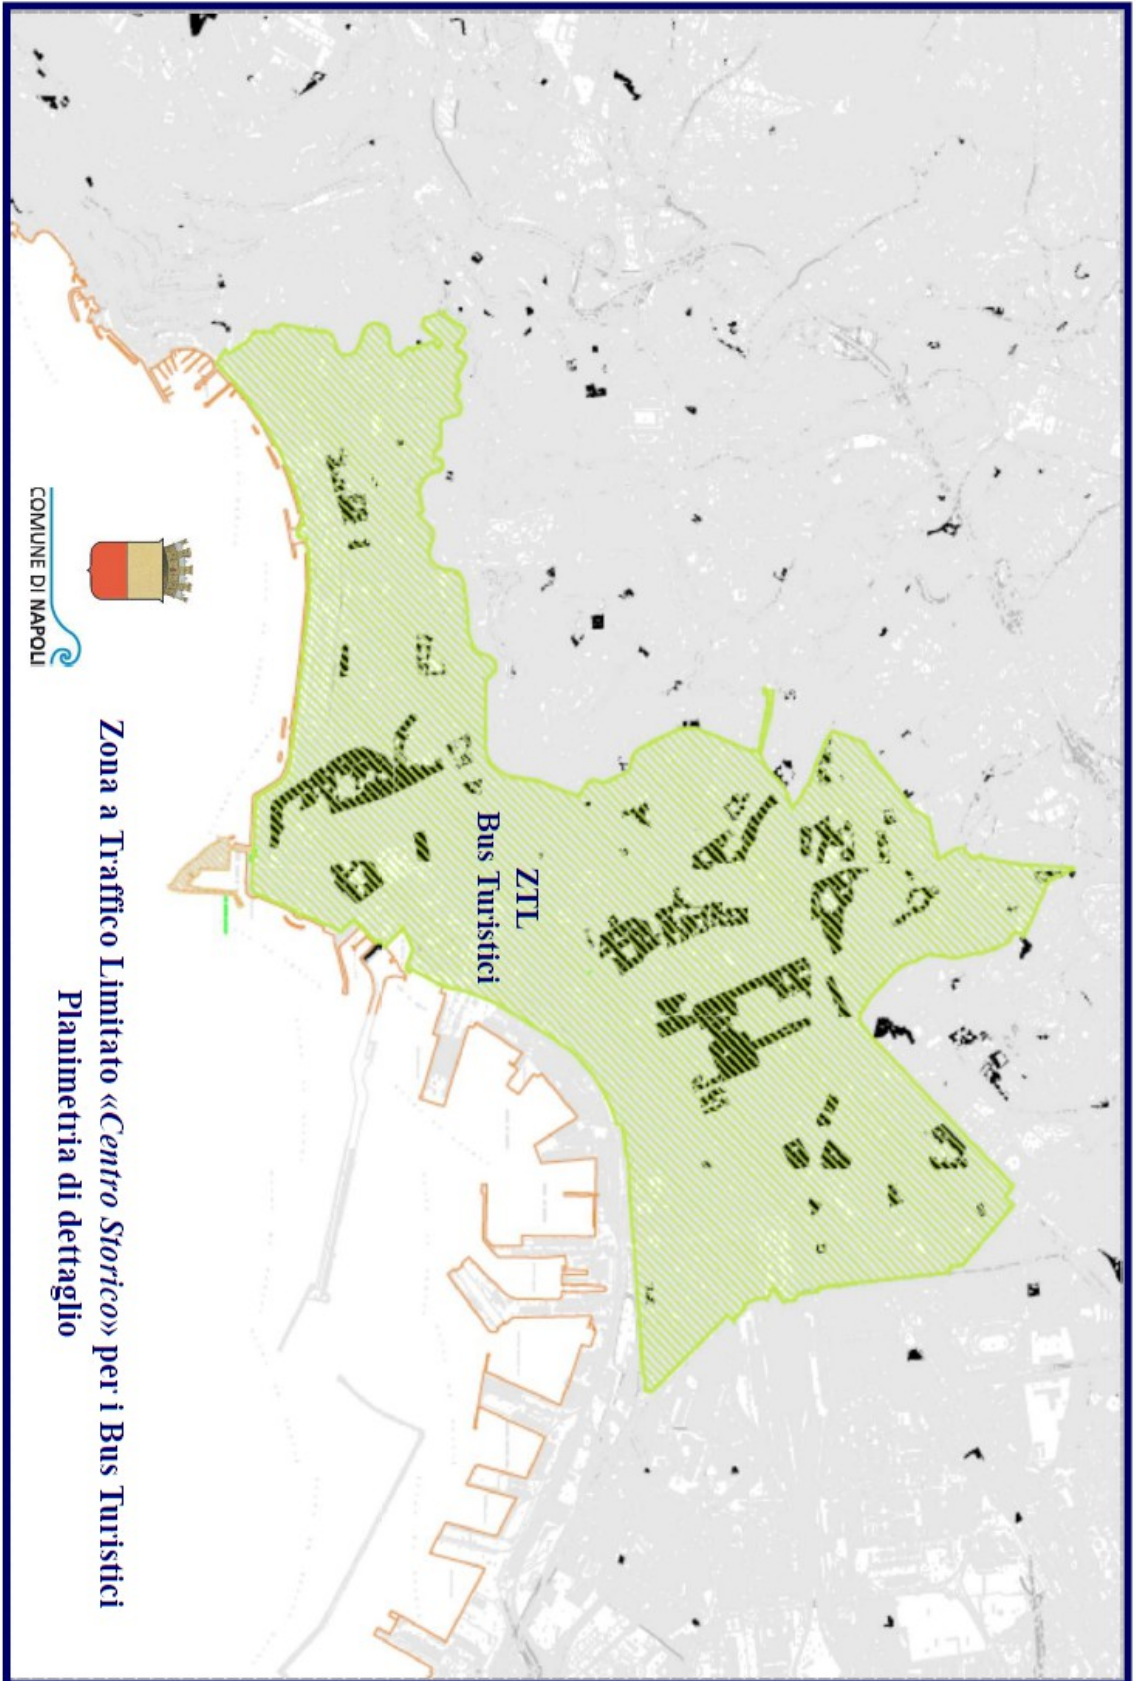 ZTL
Bus Turistici
COMUNE DI NAPOLI
Zona a Traffico Limitato «Centro Storico» per i Bus Turistici
Planimetria di dettaglio